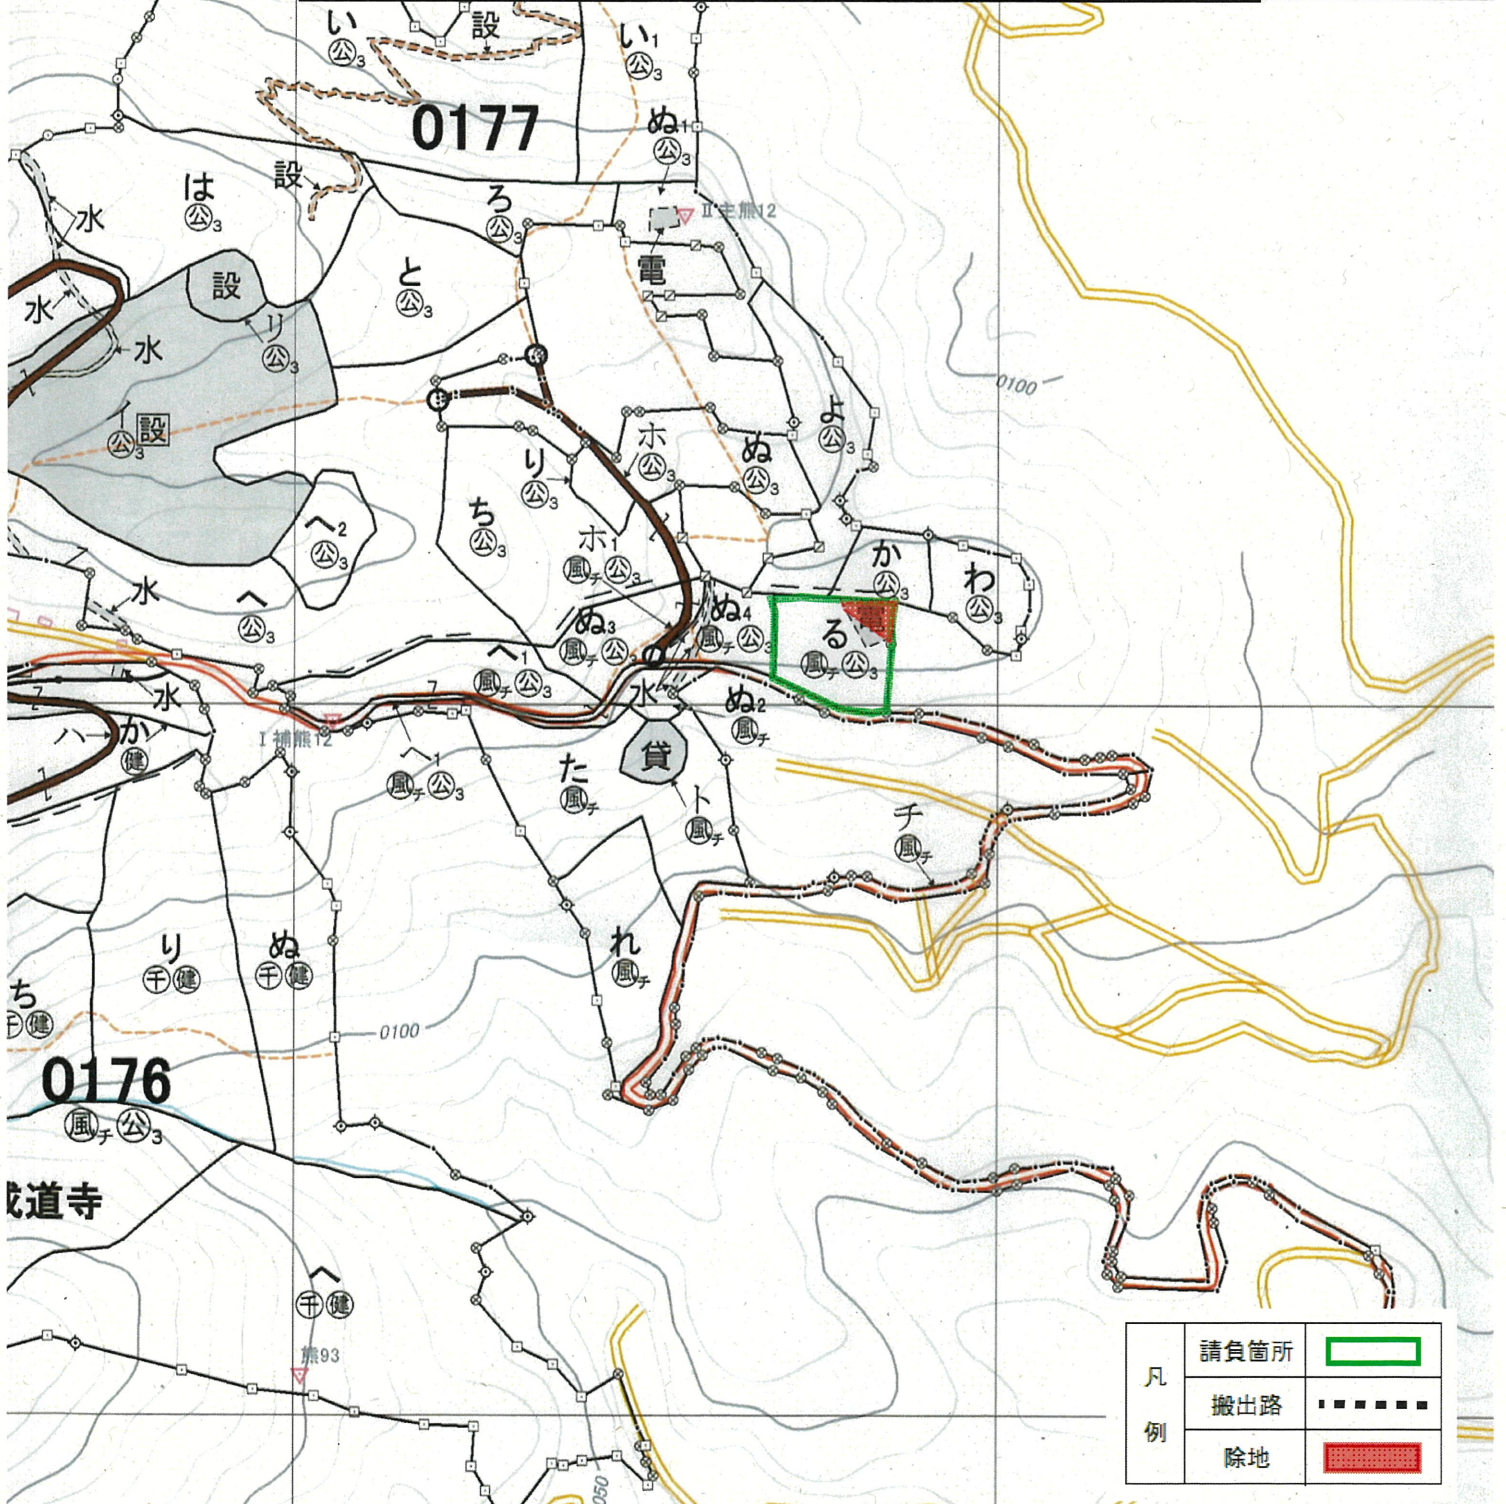 い
公3
設
い1
公3
0177
ぬ1
公3
は
公3
設
水
ろ
公3
II主熊12
電
と
公3
設
水
リ
公3
水
0100
イ
公3
設
よ
公3
ホ
公3
ぬ
公3
り
公3
ち
公3
へ2
公3
ホ1
風チ 公3
か
公3
わ
公3
水
へ
公3
ぬ3
風チ 公3
ぬ4
風チ 公3
る
風チ 公3
電
へ1
風チ 公3
水
水
ぬ2
風チ
ハ
か
健
I補熊12
ヘ1
風チ 公3
た
風チ
貸
ト
風チ
チ
風チ
り
千 健
ぬ
千 健
れ
風チ
ち
千 健
0100
0176
風チ 公3
成道寺
へ
千 健
熊93
050
凡例
請負箇所
搬出路
除地